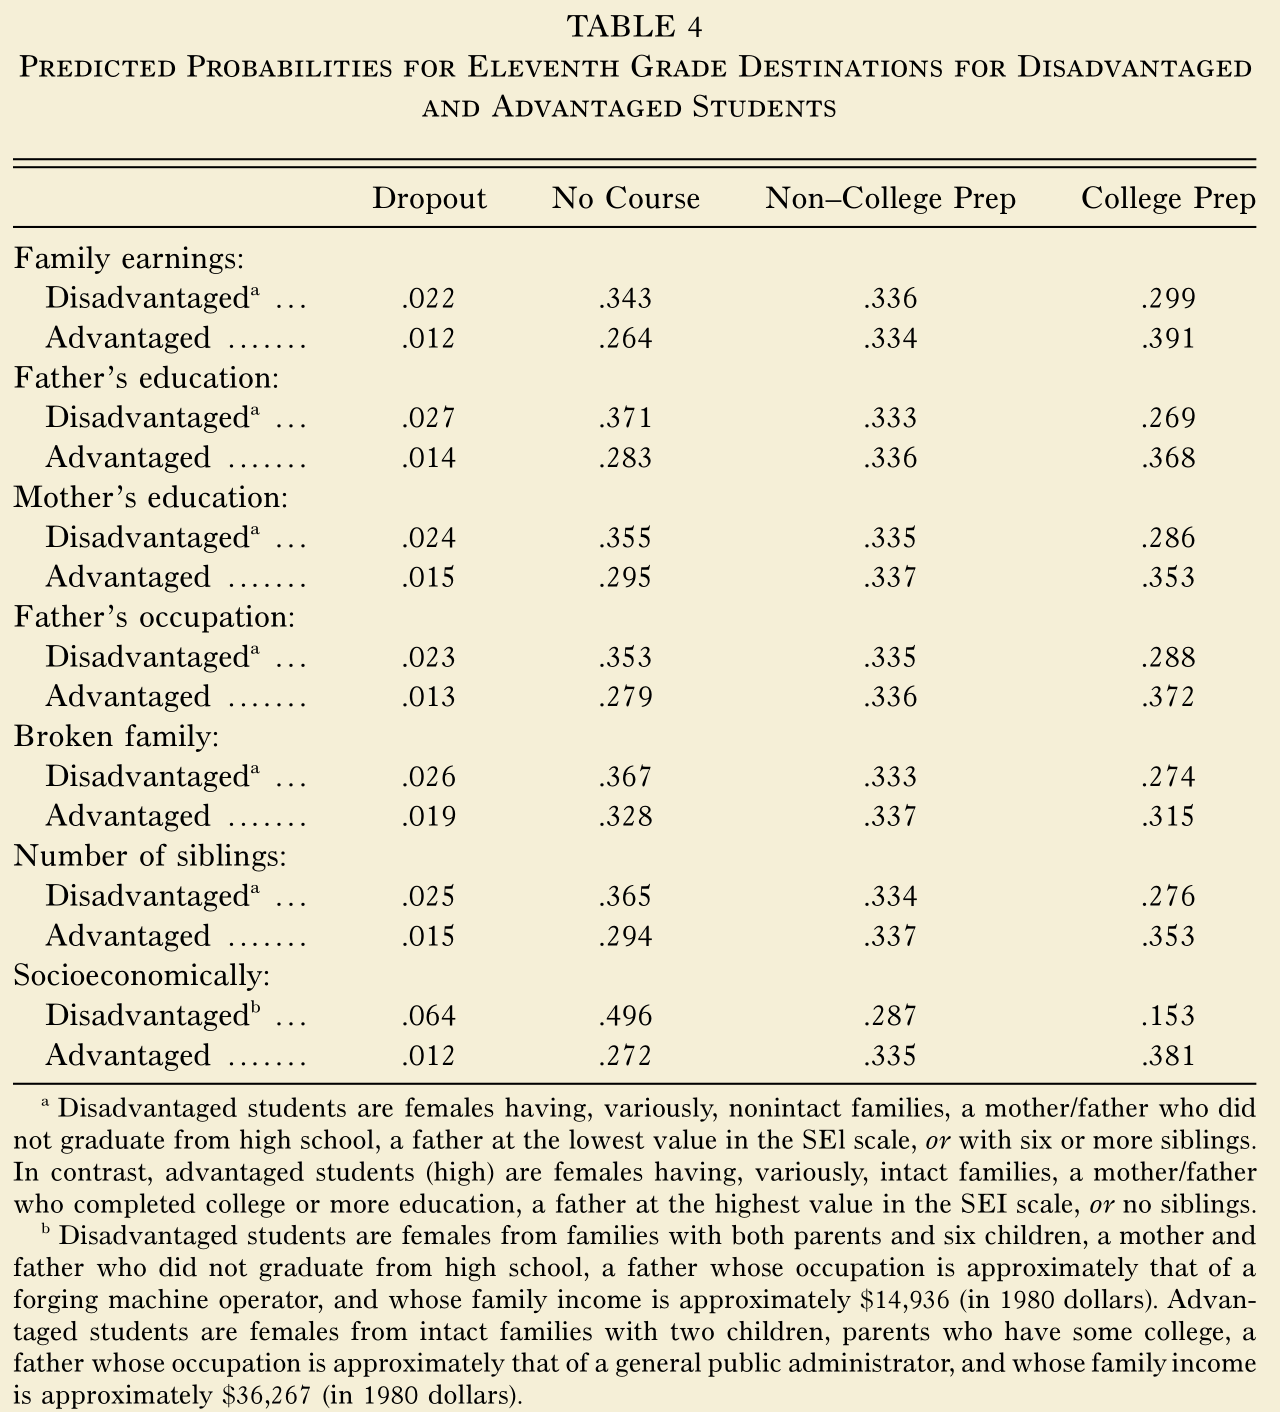 TABLE 4
Predicted Probabilities for Eleventh Grade Destinations for Disadvantaged
and Advantaged Students
Dropout No Course Non–College Prep College Prep
Family earnings:
Disadvantagedᵃ ... .022 .343 .336 .299
Advantaged ....... .012 .264 .334 .391
Father's education:
Disadvantagedᵃ ... .027 .371 .333 .269
Advantaged ....... .014 .283 .336 .368
Mother's education:
Disadvantagedᵃ ... .024 .355 .335 .286
Advantaged ....... .015 .295 .337 .353
Father's occupation:
Disadvantagedᵃ ... .023 .353 .335 .288
Advantaged ....... .013 .279 .336 .372
Broken family:
Disadvantagedᵃ ... .026 .367 .333 .274
Advantaged ....... .019 .328 .337 .315
Number of siblings:
Disadvantagedᵃ ... .025 .365 .334 .276
Advantaged ....... .015 .294 .337 .353
Socioeconomically:
Disadvantagedᵇ ... .064 .496 .287 .153
Advantaged ....... .012 .272 .335 .381
ᵃ Disadvantaged students are females having, variously, nonintact families, a mother/father who did
not graduate from high school, a father at the lowest value in the SEI scale, or with six or more siblings.
In contrast, advantaged students (high) are females having, variously, intact families, a mother/father
who completed college or more education, a father at the highest value in the SEI scale, or no siblings.
ᵇ Disadvantaged students are females from families with both parents and six children, a mother and
father who did not graduate from high school, a father whose occupation is approximately that of a
forging machine operator, and whose family income is approximately $14,936 (in 1980 dollars). Advan-
taged students are females from intact families with two children, parents who have some college, a
father whose occupation is approximately that of a general public administrator, and whose family income
is approximately $36,267 (in 1980 dollars).